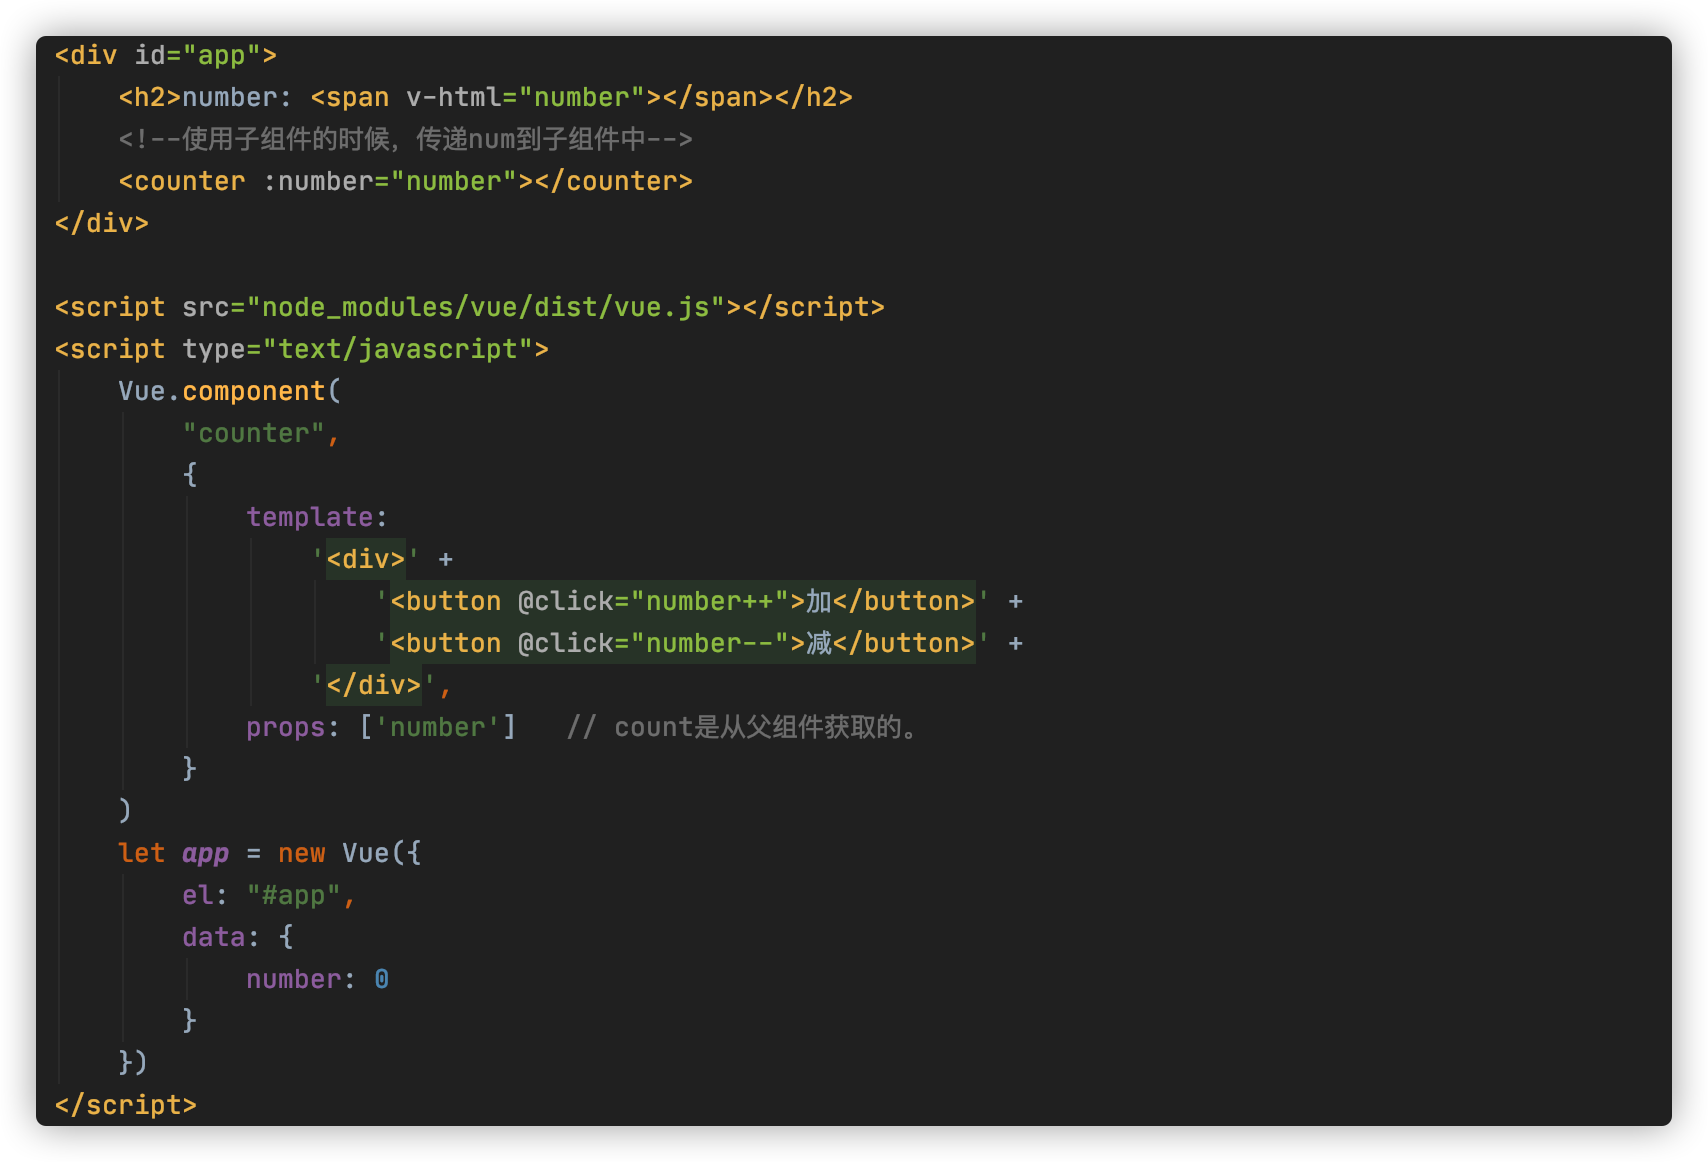 <div id="app">
    <h2>number: <span v-html="number"></span></h2>
    <!--使用子组件的时候，传递num到子组件中-->
    <counter :number="number"></counter>
</div>

<script src="node_modules/vue/dist/vue.js"></script>
<script type="text/javascript">
    Vue.component(
        "counter",
        {
            template:
                '<div>' +
                    '<button @click="number++">加</button>' +
                    '<button @click="number--">减</button>' +
                '</div>',
            props: ['number']   // count是从父组件获取的。
        }
    )
    let app = new Vue({
        el: "#app",
        data: {
            number: 0
        }
    })
</script>